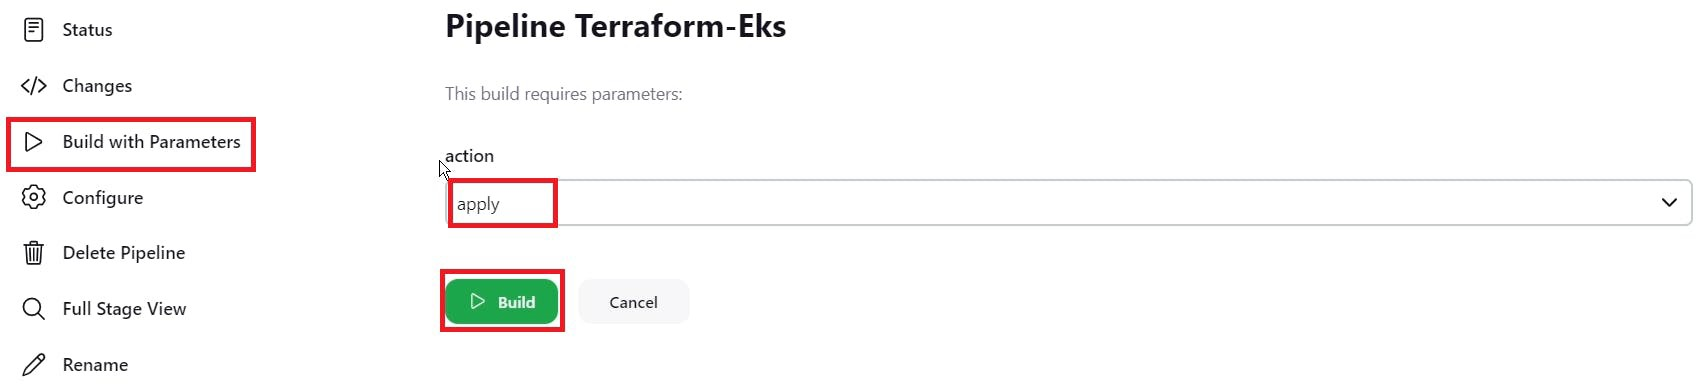 Status
Changes
Build with Parameters
Configure
Delete Pipeline
Full Stage View
Rename
Pipeline Terraform-Eks
This build requires parameters:
action
apply
Build
Cancel